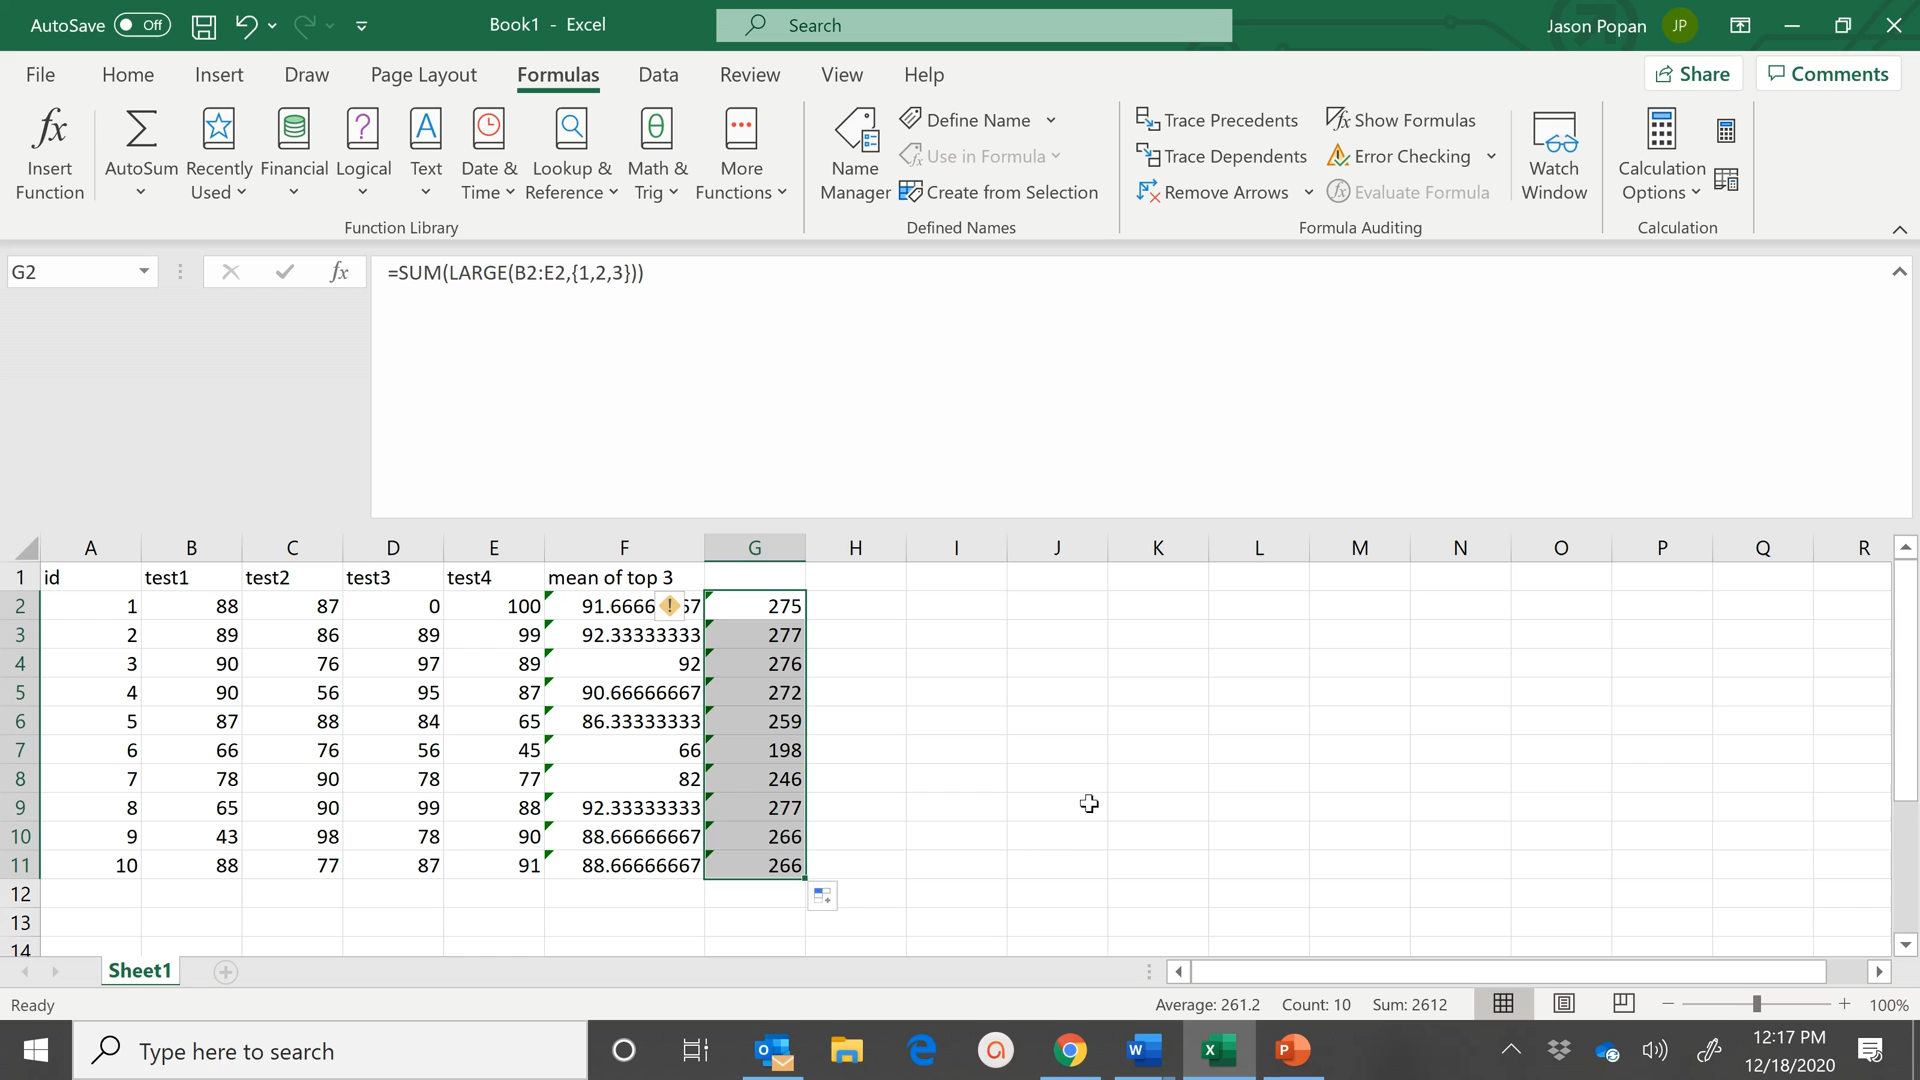 AutoSave Off Book1 - Excel Search Jason Popan JP
File Home Insert Draw Page Layout Formulas Data Review View Help Share Comments
Insert Function
AutoSum
Recently Used
Financial
Logical
Text
Date & Time
Lookup & Reference
Math & Trig
More Functions
Function Library
Name Manager
Define Name
Use in Formula
Create from Selection
Defined Names
Trace Precedents
Trace Dependents
Remove Arrows
Show Formulas
Error Checking
Evaluate Formula
Formula Auditing
Watch Window
Calculation Options
Calculation
G2 fx =SUM(LARGE(B2:E2,{1,2,3}))
A B C D E F G H I J K L M N O P Q R
1 id test1 test2 test3 test4 mean of top 3
2 1 88 87 0 100 91.6666 67 275
3 2 89 86 89 99 92.33333333 277
4 3 90 76 97 89 92 276
5 4 90 56 95 87 90.66666667 272
6 5 87 88 84 65 86.33333333 259
7 6 66 76 56 45 66 198
8 7 78 90 78 77 82 246
9 8 65 90 99 88 92.33333333 277
10 9 43 98 78 90 88.66666667 266
11 10 88 77 87 91 88.66666667 266
12
13
14
Sheet1
Ready Average: 261.2 Count: 10 Sum: 2612 100%
Type here to search
12:17 PM
12/18/2020